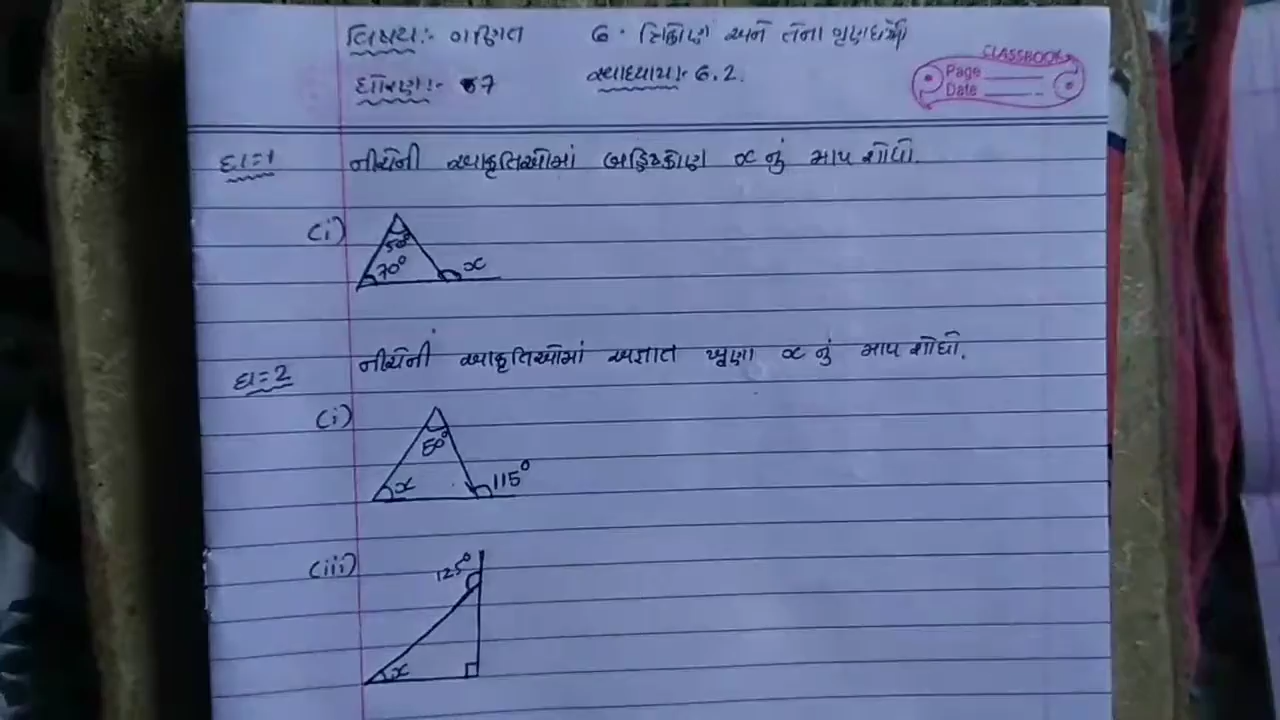 વિષય:- ગણિત 6. ત્રિકોણ અને તેના ગુણધર્મો
ધોરણ:- 7 સ્વાધ્યાય:- 6.2.
CLASSBOOK
Page
Date
દા=1 નીચેની આકૃતિઓમાં બહિષ્કોણ x નું માપ શોધો.
(i)
50°
70° x
દા=2 નીચેની આકૃતિઓમાં અજ્ઞાત ખૂણા x નું માપ શોધો.
(i)
50°
x 115°
(iii)
125°
x